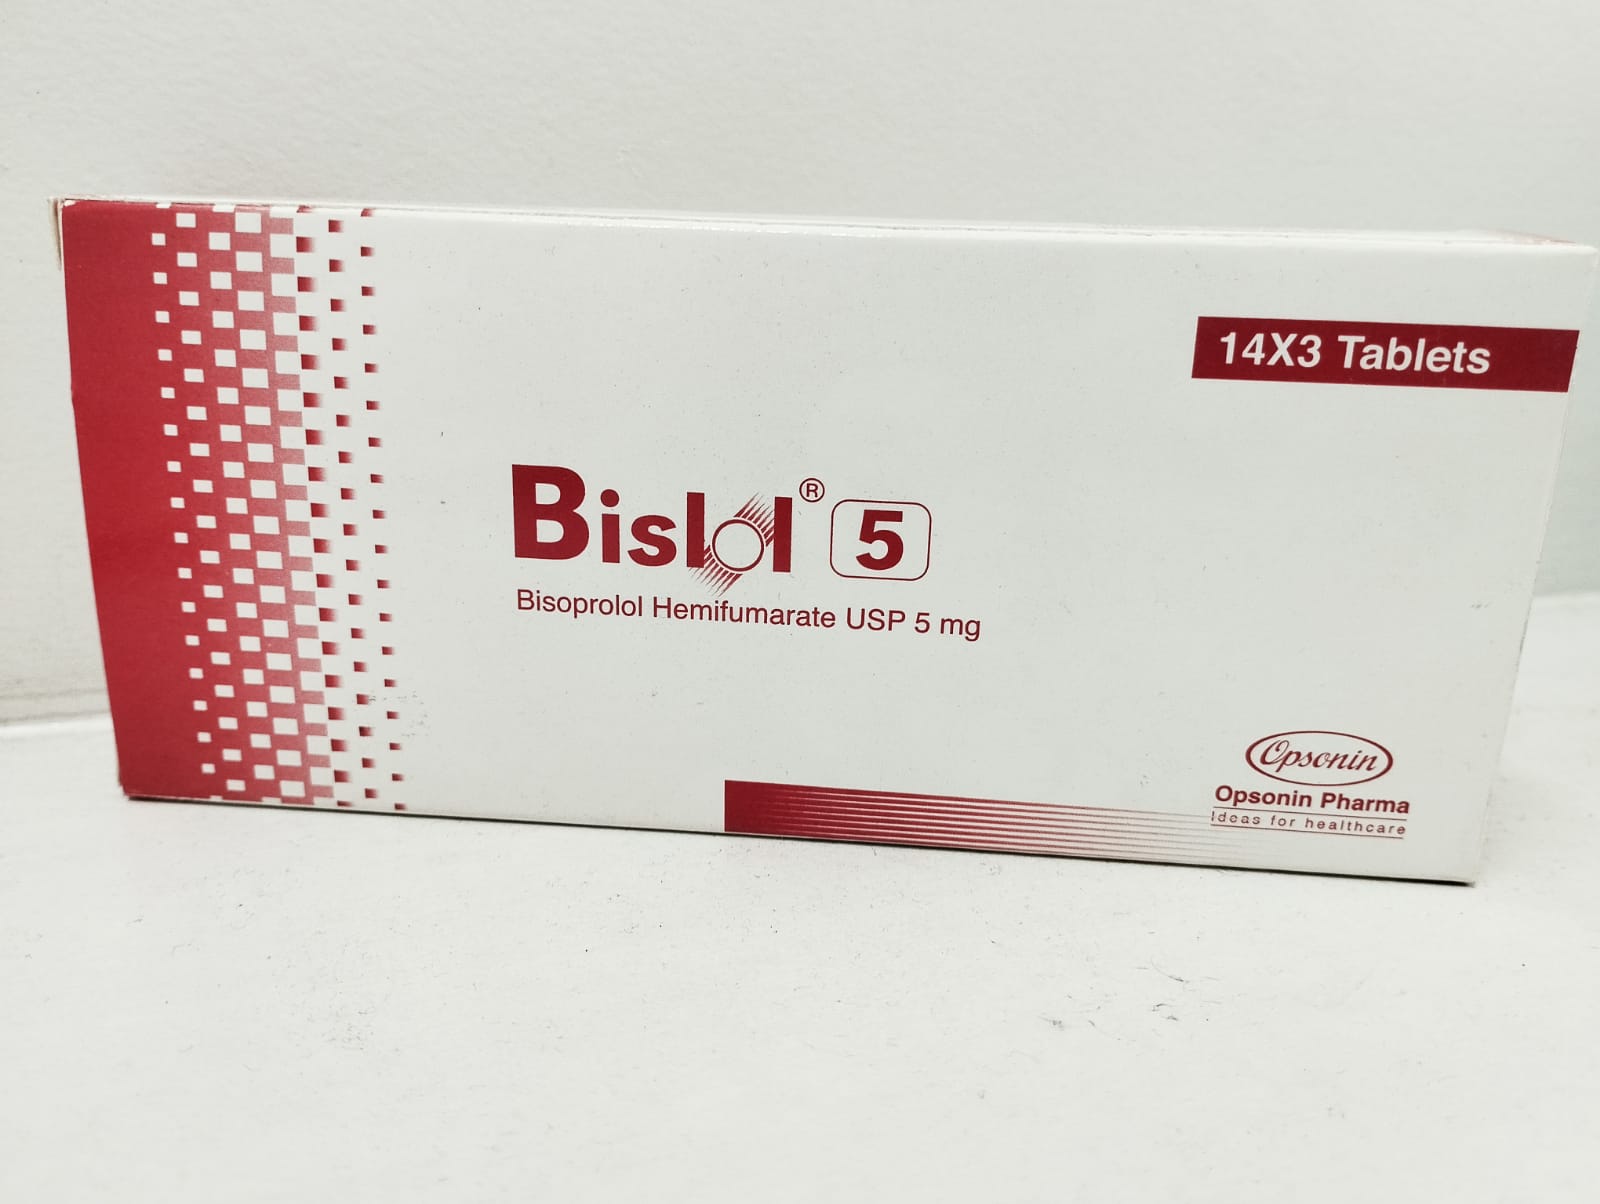 14X3 Tablets
Bislol® 5
Bisoprolol Hemifumarate USP 5 mg
Opsonin
Opsonin Pharma
Ideas for healthcare